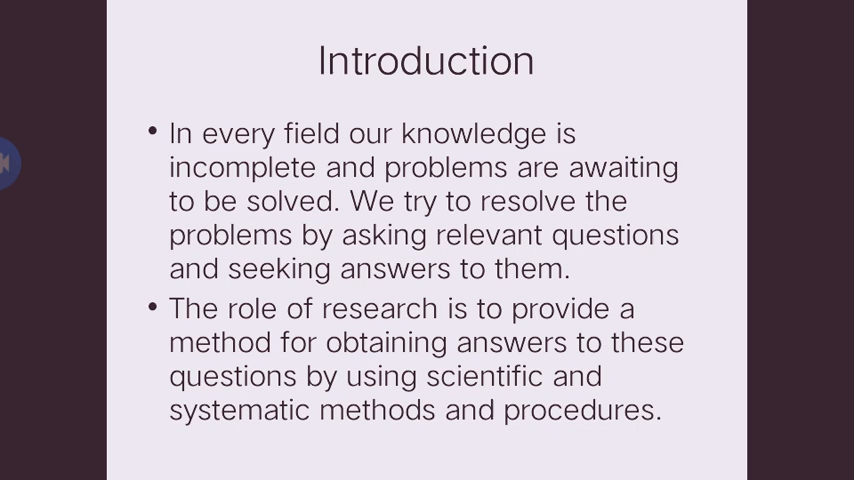 Introduction
• In every field our knowledge is
incomplete and problems are awaiting
to be solved. We try to resolve the
problems by asking relevant questions
and seeking answers to them.
• The role of research is to provide a
method for obtaining answers to these
questions by using scientific and
systematic methods and procedures.